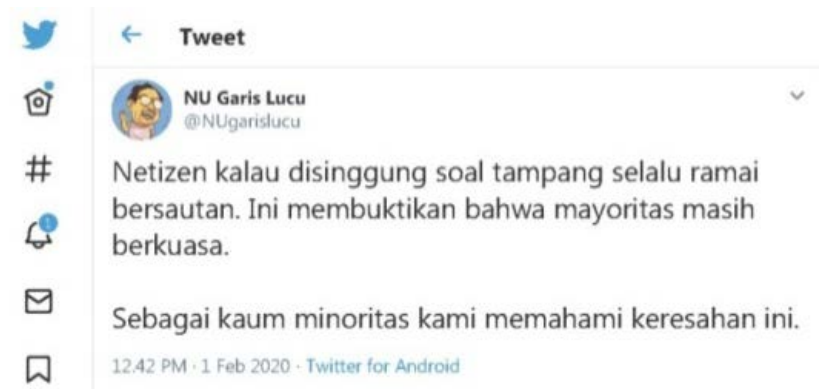 Tweet
NU Garis Lucu
@NUgarislucu
Netizen kalau disinggung soal tampang selalu ramai
bersautan. Ini membuktikan bahwa mayoritas masih
berkuasa.
Sebagai kaum minoritas kami memahami keresahan ini.
12.42 PM · 1 Feb 2020 · Twitter for Android